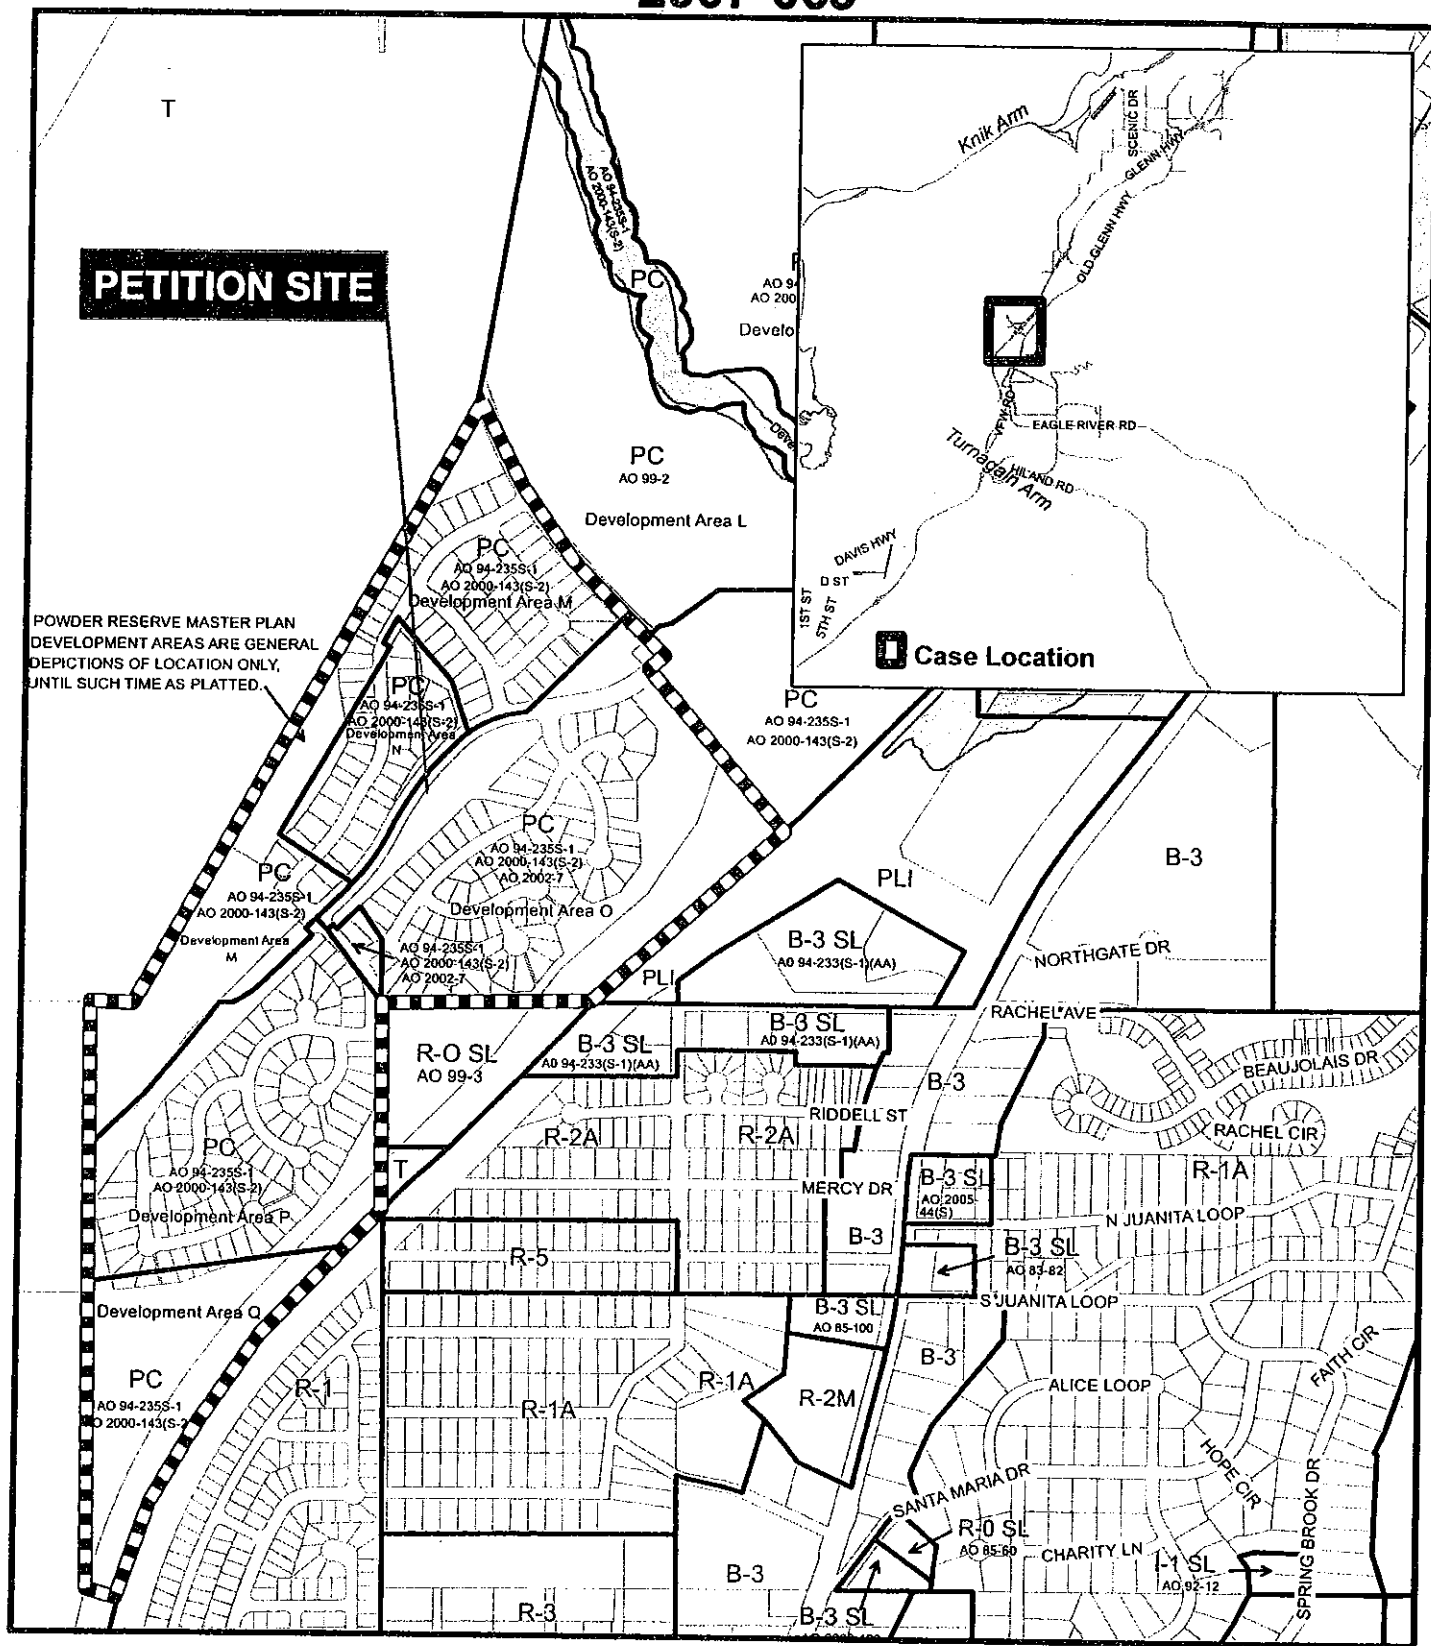 T
Knik Arm
SCENIC DR
GLENN HWY
OLD GLENN HWY
VFW RD
EAGLE RIVER RD
Turnagain Arm
HILAND RD
DAVIS HWY
D ST
1ST ST
5TH ST
Case Location
AO 94-235S-1
AO 2000-143(S-2)
PC
AO 94
AO 200
Develo
Deve
PETITION SITE
PC
AO 99-2
Development Area L
PC
AO 94-235S-1
AO 2000-143(S-2)
Development Area M
POWDER RESERVE MASTER PLAN
DEVELOPMENT AREAS ARE GENERAL
DEPICTIONS OF LOCATION ONLY,
UNTIL SUCH TIME AS PLATTED.
PC
AO 94-235S-1
AO 2000-143(S-2)
Development Area
N
PC
AO 94-235S-1
AO 2000-143(S-2)
PC
AO 94-235S-1
AO 2000-143(S-2)
AO 2002-7
Development Area O
PC
AO 94-235S-1
AO 2000-143(S-2)
Development Area
M
AO 94-235S-1
AO 2000-143(S-2)
AO 2002-7
PLI
B-3
B-3 SL
A0 94-233(S-1)(AA)
PLI
NORTHGATE DR
RACHEL AVE
R-O SL
AO 99-3
B-3 SL
A0 94-233(S-1)(AA)
B-3 SL
A0 94-233(S-1)(AA)
B-3
BEAUJOLAIS DR
RACHEL CIR
RIDDELL ST
R-2A
R-2A
PC
AO 94-235S-1
AO 2000-143(S-2)
Development Area P
T
MERCY DR
B-3 SL
AO 2005-
44(S)
R-1A
N JUANITA LOOP
R-5
B-3
B-3 SL
AO 83-82
S JUANITA LOOP
Development Area Q
PC
AO 94-235S-1
O 2000-143(S-2
R-1
R-1A
R-1A
B-3 SL
AO 85-100
R-2M
B-3
ALICE LOOP
FAITH CIR
HOPE CIR
SPRING BROOK DR
SANTA MARIA DR
R-0 SL
AO 85-60
CHARITY LN
I-1 SL
AO 92-12
B-3
R-3
B-3 SL